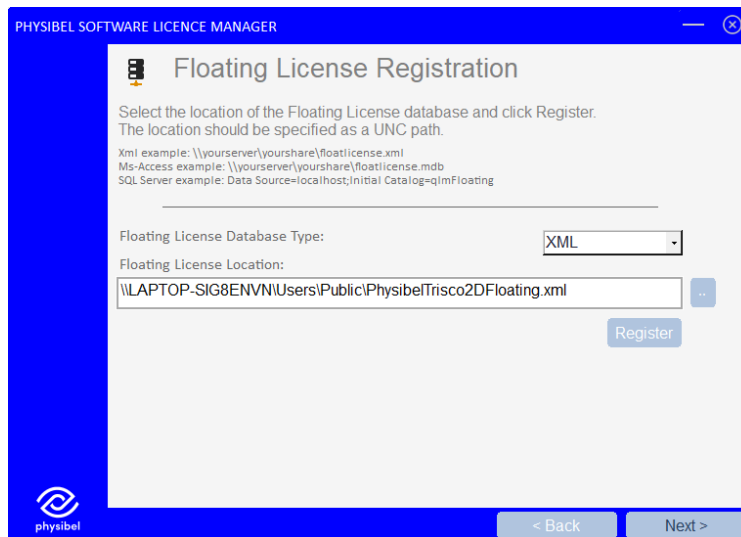 PHYSIBEL SOFTWARE LICENCE MANAGER
Floating License Registration
Select the location of the Floating License database and click Register.
The location should be specified as a UNC path.
Xml example: \\yourserver\yourshare\floatlicense.xml
Ms-Access example: \\yourserver\yourshare\floatlicense.mdb
SQL Server example: Data Source=localhost;Initial Catalog=qlmFloating
Floating License Database Type:
XML
Floating License Location:
\\LAPTOP-SIG8ENVN\Users\Public\PhysibelTrisco2DFloating.xml
..
Register
physibel
< Back
Next >